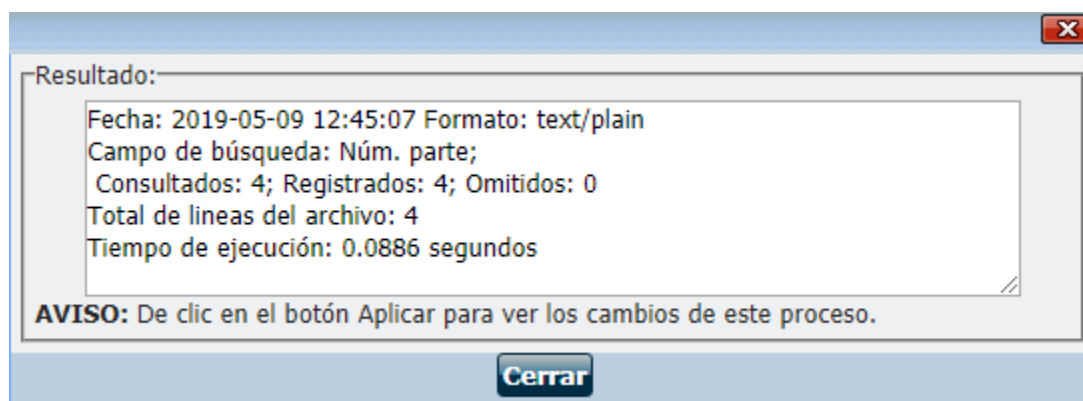 Resultado:
Fecha: 2019-05-09 12:45:07 Formato: text/plain
Campo de búsqueda: Núm. parte;
Consultados: 4; Registrados: 4; Omitidos: 0
Total de lineas del archivo: 4
Tiempo de ejecución: 0.0886 segundos
AVISO: De clic en el botón Aplicar para ver los cambios de este proceso.
Cerrar